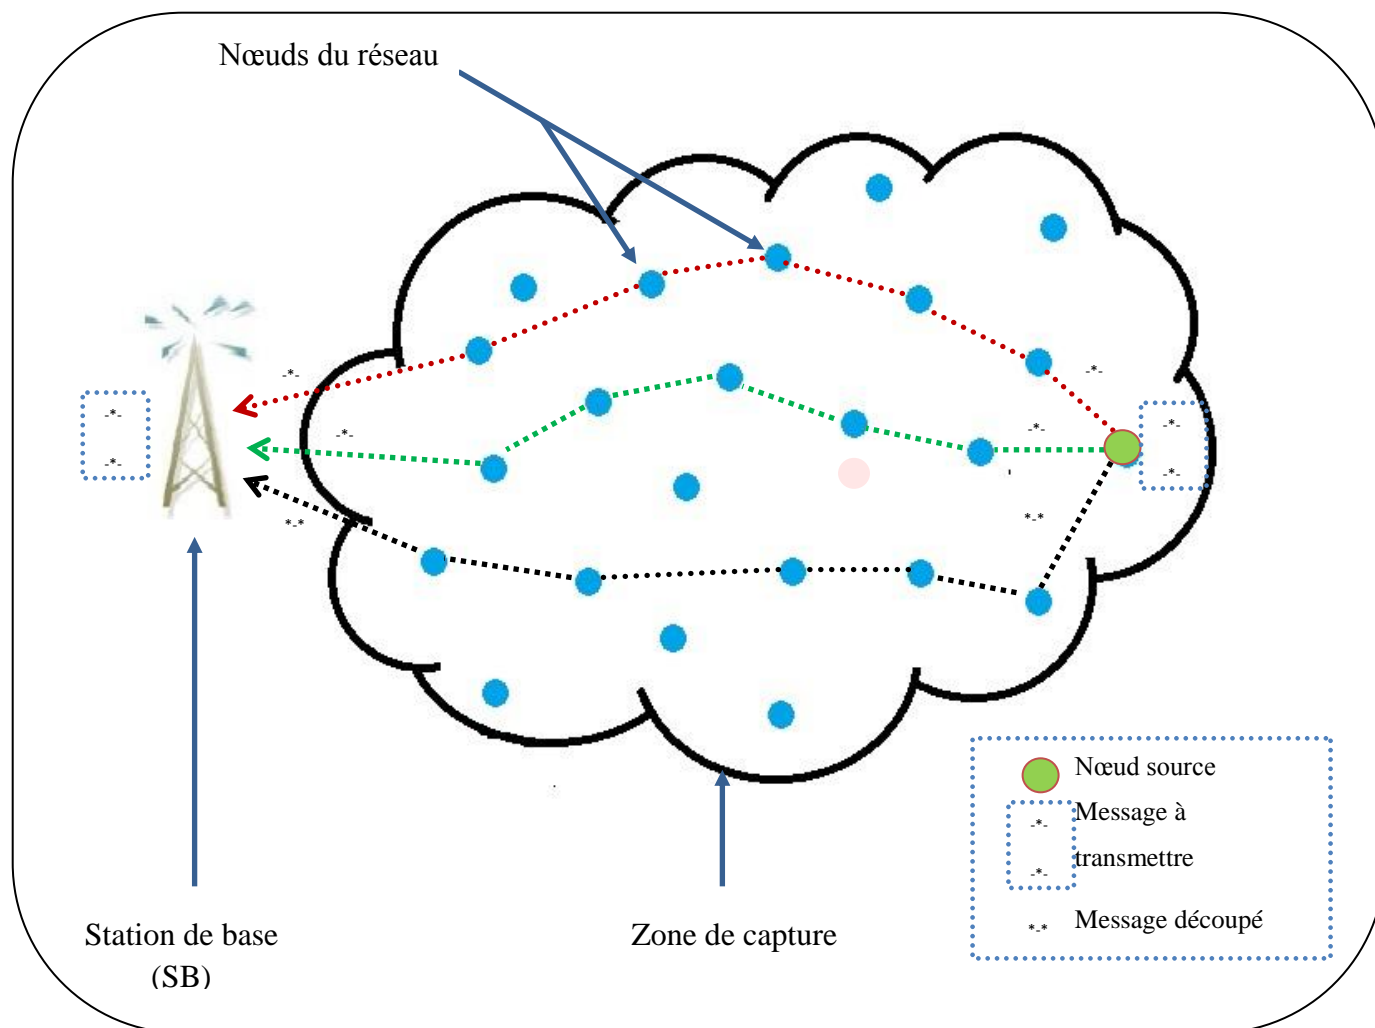 Nœuds du réseau
-*-
-*-
-*-
-*-
*-*
-*-
-*-
*-*
-*-
-*-
Station de base
(SB)
Zone de capture
Nœud source
-*-
Message à
-*-
transmettre
*-*
Message découpé